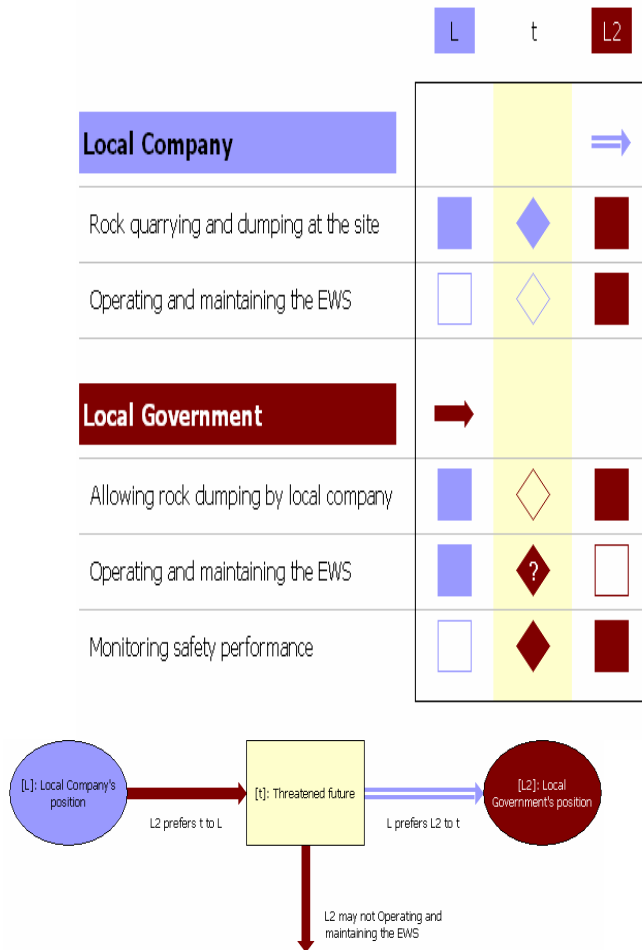 L t L2
Local Company
Rock quarrying and dumping at the site
Operating and maintaining the EWS
Local Government
Allowing rock dumping by local company
Operating and maintaining the EWS
?
Monitoring safety performance
[L]: Local Company's
position
L2 prefers t to L
[t]: Threatened future
L prefers L2 to t
[L2]: Local
Government's position
L2 may not Operating and
maintaining the EWS